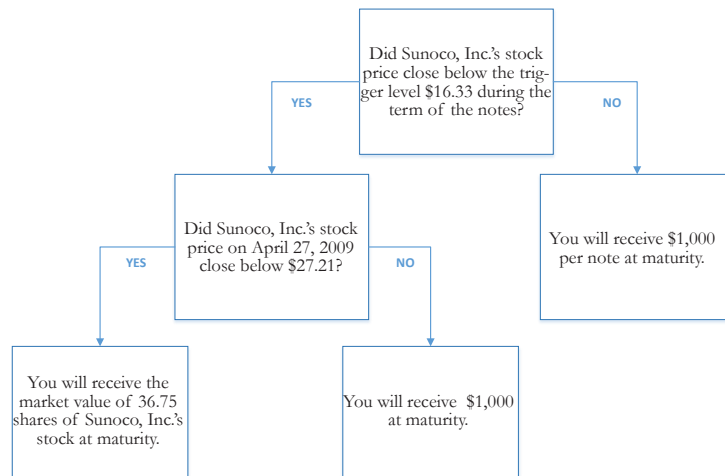 Did Sunoco, Inc.'s stock
price close below the trig-
ger level $16.33 during the
term of the notes?
YES
NO
Did Sunoco, Inc.'s stock
price on April 27, 2009
close below $27.21?
You will receive $1,000
per note at maturity.
YES
NO
You will receive the
market value of 36.75
shares of Sunoco, Inc.'s
stock at maturity.
You will receive $1,000
at maturity.